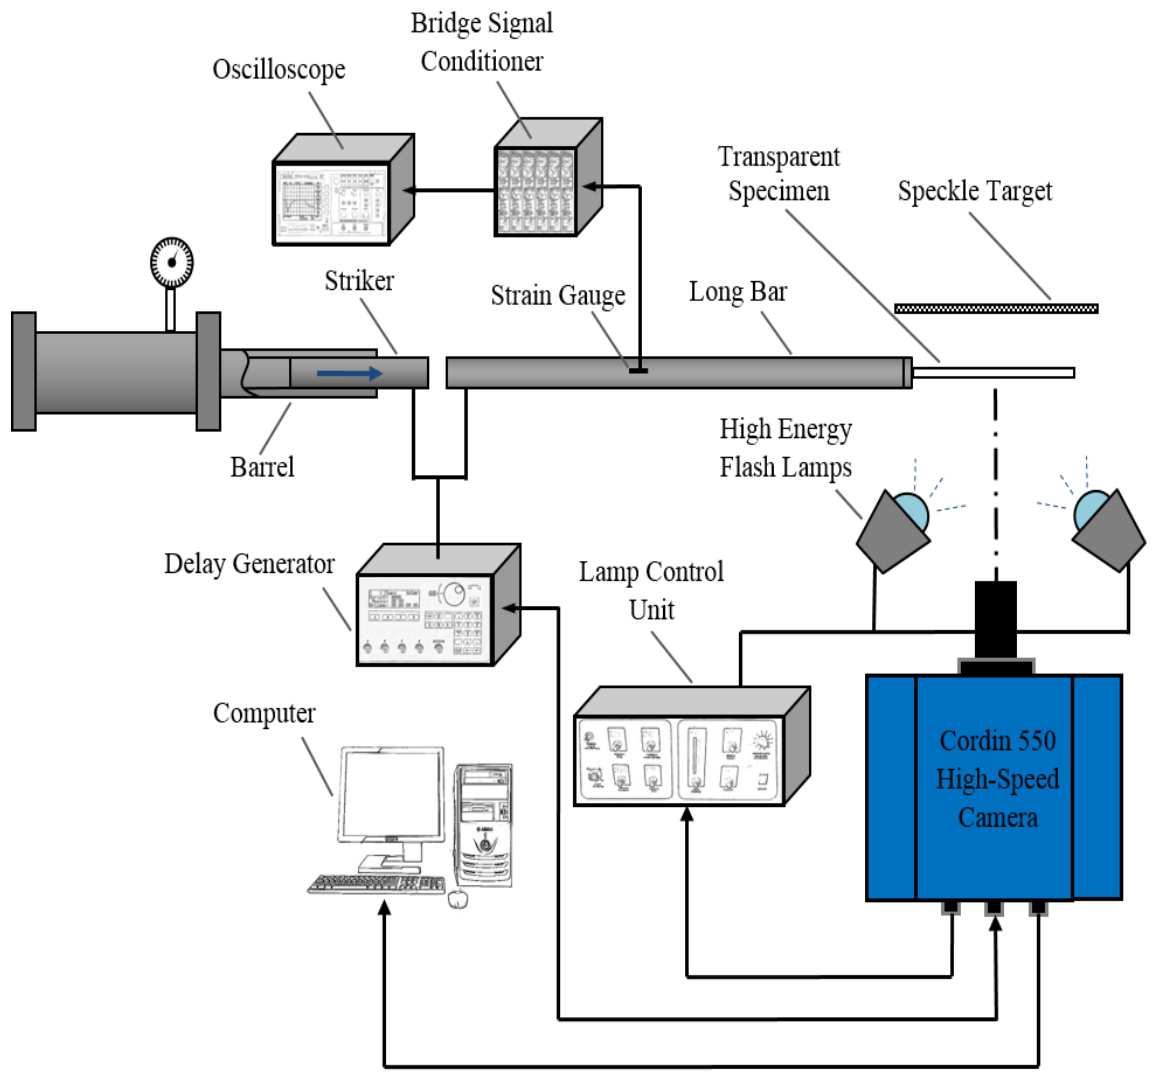 Bridge Signal
Conditioner
Oscilloscope
Transparent
Specimen
Speckle Target
Striker
Strain Gauge
Long Bar
Barrel
High Energy
Flash Lamps
Delay Generator
Lamp Control
Unit
Computer
Cordin 550
High-Speed
Camera